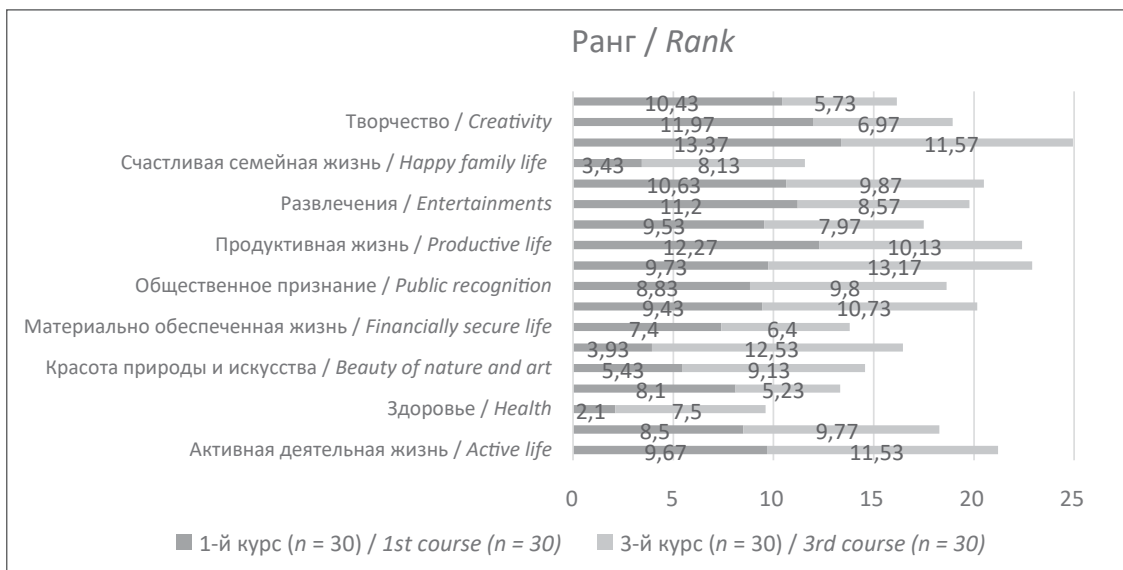 Ранг / Rank
10,43 5,73
Творчество / Creativity 11,97 6,97
13,37 11,57
Счастливая семейная жизнь / Happy family life 3,43 8,13
10,63 9,87
Развлечения / Entertainments 11,2 8,57
9,53 7,97
Продуктивная жизнь / Productive life 12,27 10,13
9,73 13,17
Общественное признание / Public recognition 8,83 9,8
9,43 10,73
Материально обеспеченная жизнь / Financially secure life 7,4 6,4
3,93 12,53
Красота природы и искусства / Beauty of nature and art 5,43 9,13
8,1 5,23
Здоровье / Health 2,1 7,5
8,5 9,77
Активная деятельная жизнь / Active life 9,67 11,53
0 5 10 15 20 25
1-й курс (n = 30) / 1st course (n = 30) 3-й курс (n = 30) / 3rd course (n = 30)